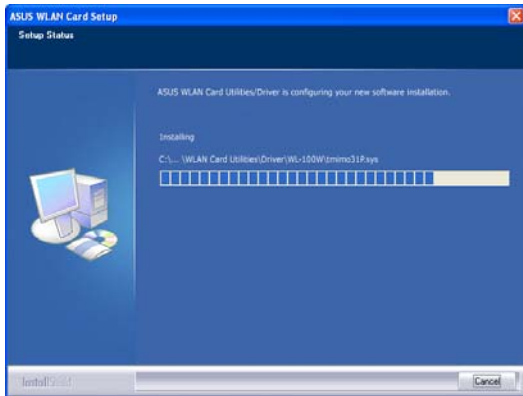 ASUS WLAN Card Setup
Setup Status
ASUS WLAN Card Utilities/Driver is configuring your new software installation.
Installing
C:\... \WLAN Card Utilities\Driver\WL-100W\tmimo31P.sys
InstallShield
Cancel